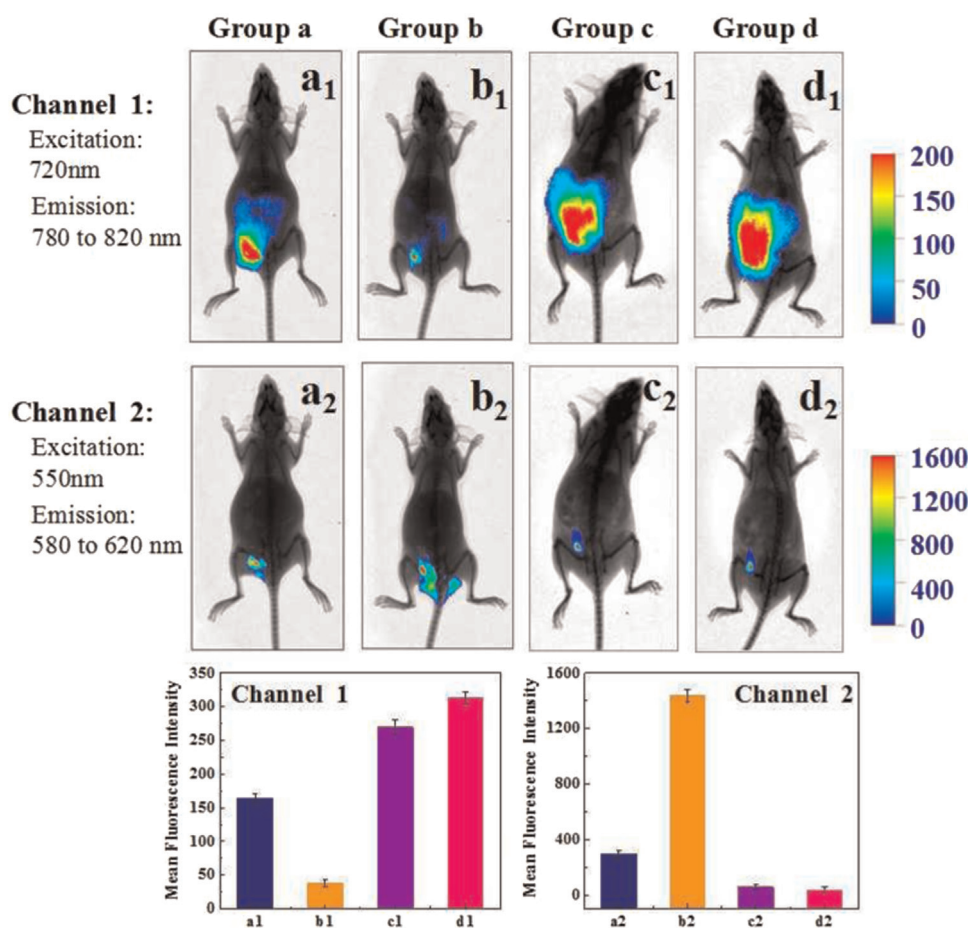 Group a Group b Group c Group d
Channel 1:
Excitation:
720nm
Emission:
780 to 820 nm
a1 b1 c1 d1
200
150
100
50
0
Channel 2:
Excitation:
550nm
Emission:
580 to 620 nm
a2 b2 c2 d2
1600
1200
800
400
0
Channel 1
Mean Fluorescence Intensity
350
300
250
200
150
100
50
0
a1 b1 c1 d1
Channel 2
Mean Fluorescence Intensity
1600
1200
800
400
0
a2 b2 c2 d2